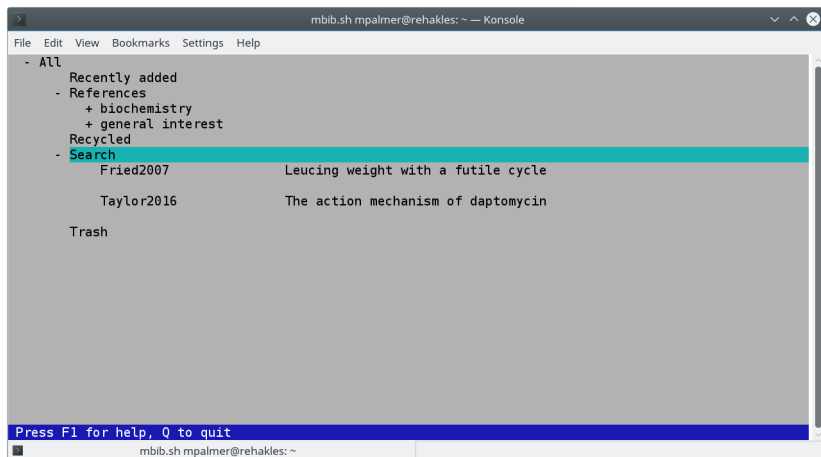 mbib.sh mpalmer@rehakles: ~ — Konsole
File Edit View Bookmarks Settings Help
- All
Recently added
- References
+ biochemistry
+ general interest
Recycled
- Search
Fried2007 Leucing weight with a futile cycle
Taylor2016 The action mechanism of daptomycin
Trash
Press F1 for help, Q to quit
mbib.sh mpalmer@rehakles: ~